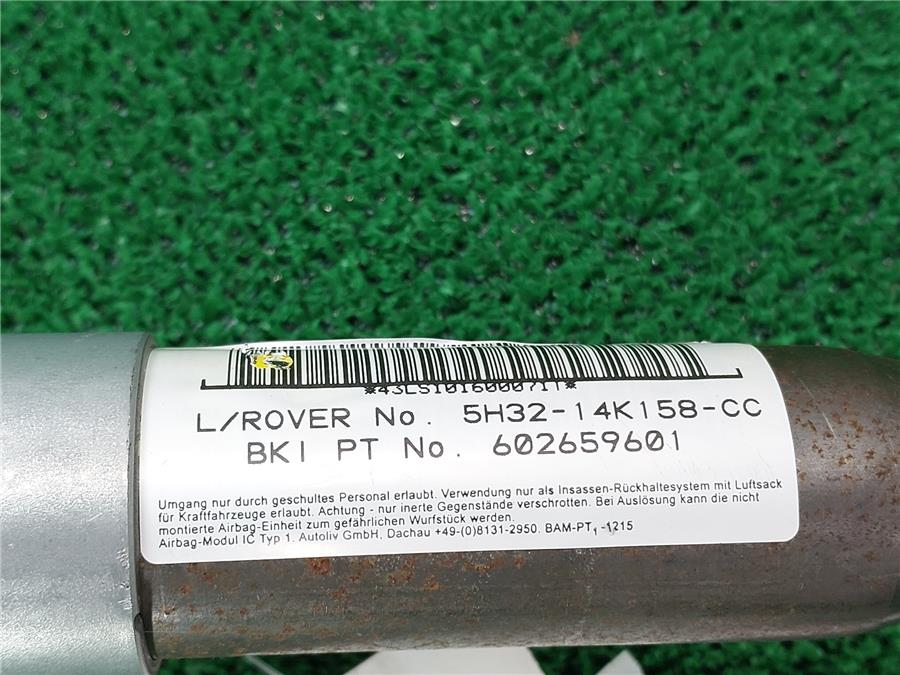 L/ROVER No. 5H32-14K158-CC
BKI PT No. 602659601
Umgang nur durch geschultes Personal erlaubt. Verwendung nur als Insassen-Rückhaltesystem mit Luftsack
für Kraftfahrzeuge erlaubt. Achtung - nur inerte Gegenstände verschrotten. Bei Auslösung kann die nicht
montierte Airbag-Einheit zum gefährlichen Wurfstück werden.
Airbag-Modul IC Typ 1. Autoliv GmbH, Dachau +49-(0)8131-2950. BAM-PT₁-1215